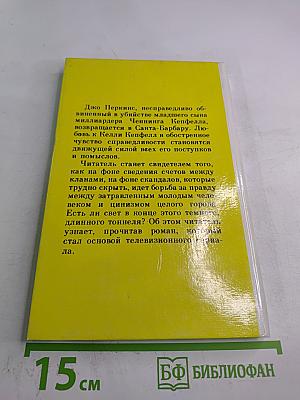 Джо Перкинс, несправедливо об-
виненный в убийстве младшего сына
миллиардера Ченнинга Кепфелла,
возвращается в Санта-Барбару. Лю-
бовь к Келли Кепфелл и обостренное
чувство справедливости становятся
движущей силой всех его поступков
и помыслов.
Читатель станет свидетелем того,
как на фоне сведения счетов между
кланами, на фоне скандалов, которые
трудно скрыть, идет борьба за правду
между затравленным молодым чело-
веком и цинизмом целого города.
Есть ли свет в конце этого темного,
длинного тоннеля? Об этом читатель
узнает, прочитав роман, который
стал основой телевизионного сериа-
ла.
15 см
БФ БИБЛИОФАН